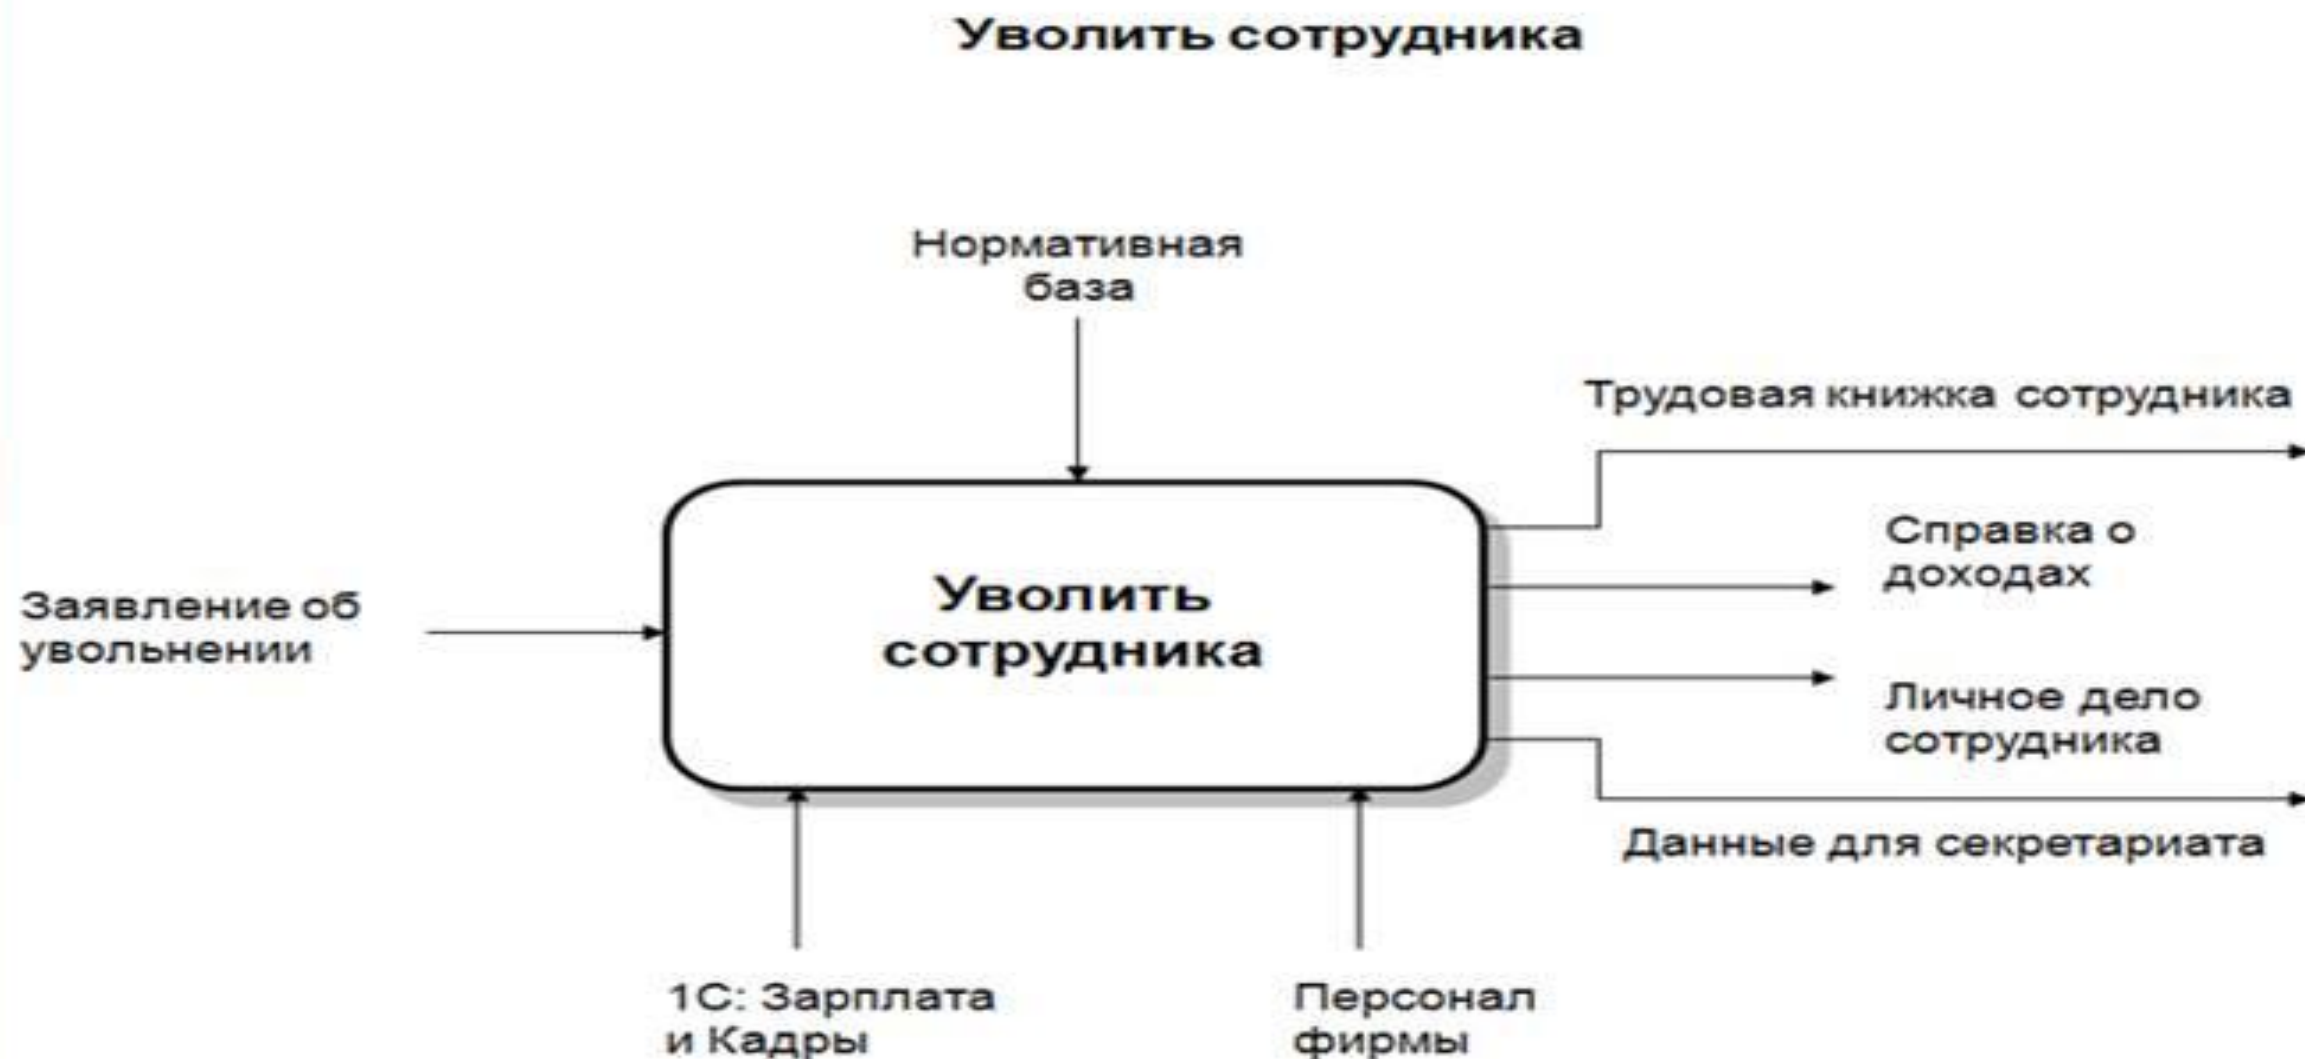 Уволить сотрудника
Нормативная
база
Трудовая книжка сотрудника
Справка о
доходах
Заявление об
увольнении
Уволить
сотрудника
Личное дело
сотрудника
Данные для секретариата
1С: Зарплата
и Кадры
Персонал
фирмы